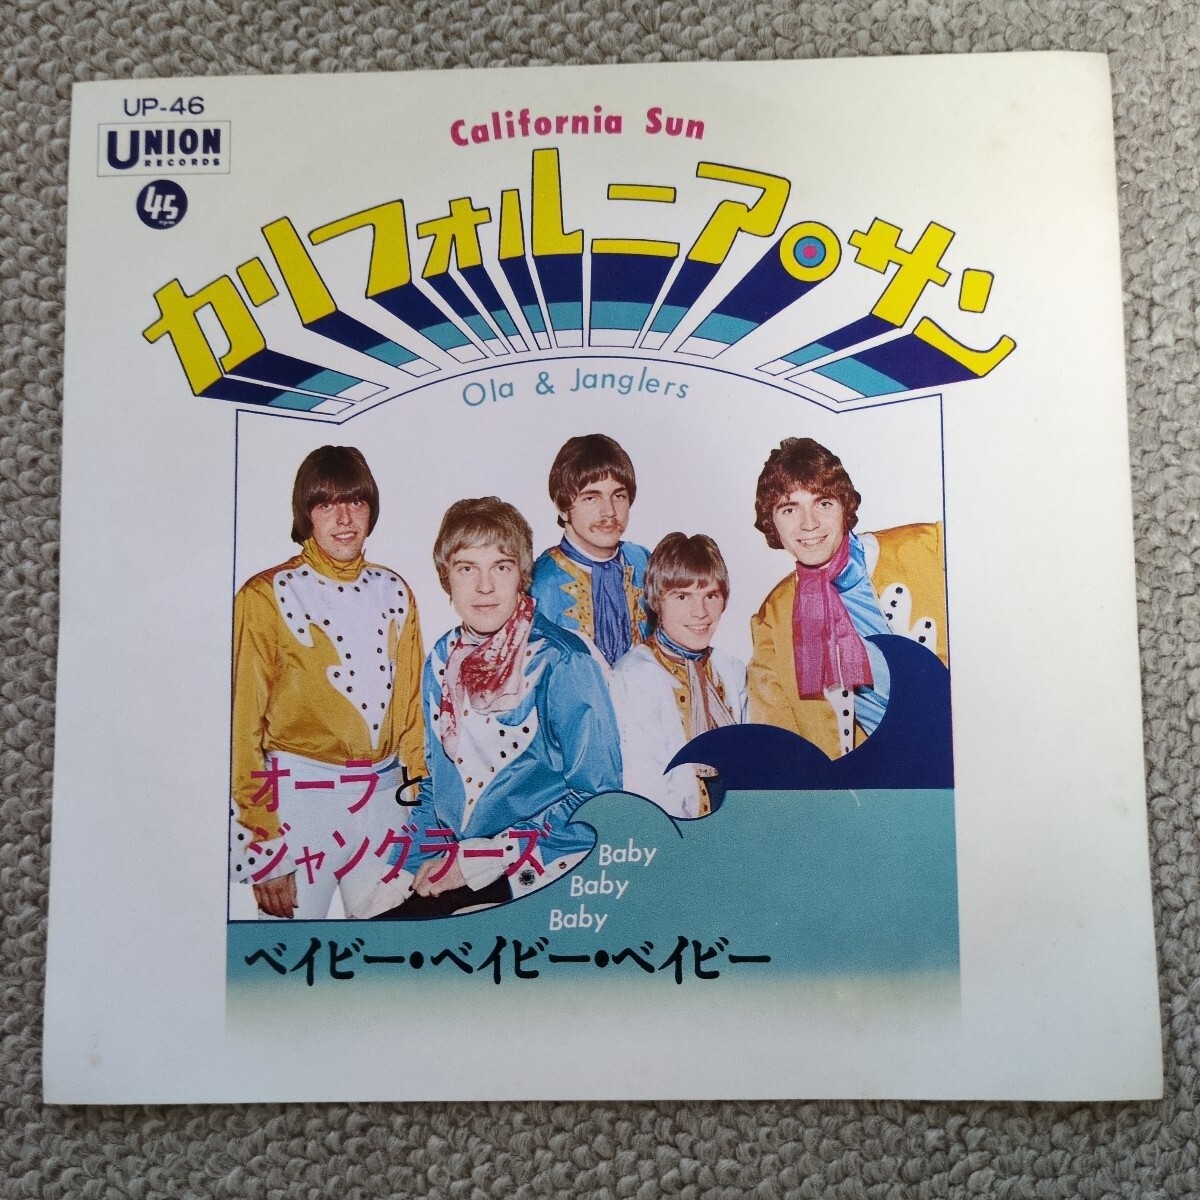 UP-46
UNION
RECORDS
45
California Sun
カリフォルニア・サン
Ola & Janglers
オーラと
ジャングラーズ
Baby
Baby
Baby
ベイビー・ベイビー・ベイビー